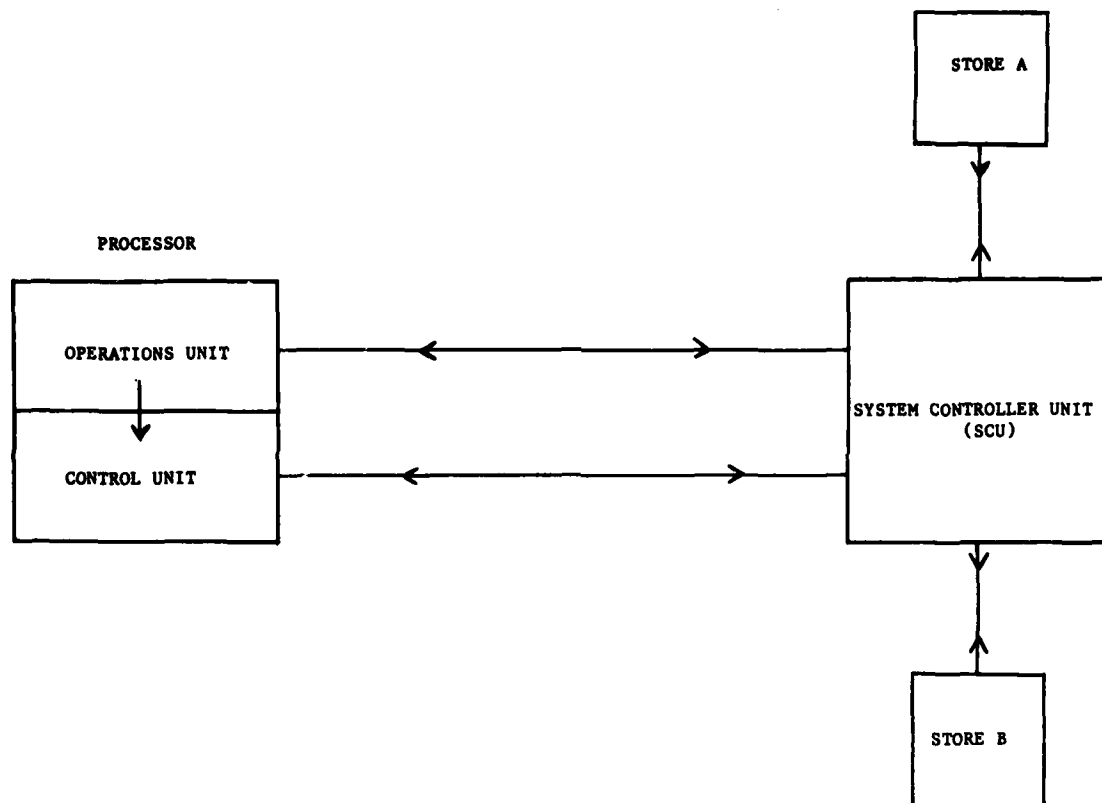 STORE A
PROCESSOR
OPERATIONS UNIT
CONTROL UNIT
SYSTEM CONTROLLER UNIT
(SCU)
STORE B